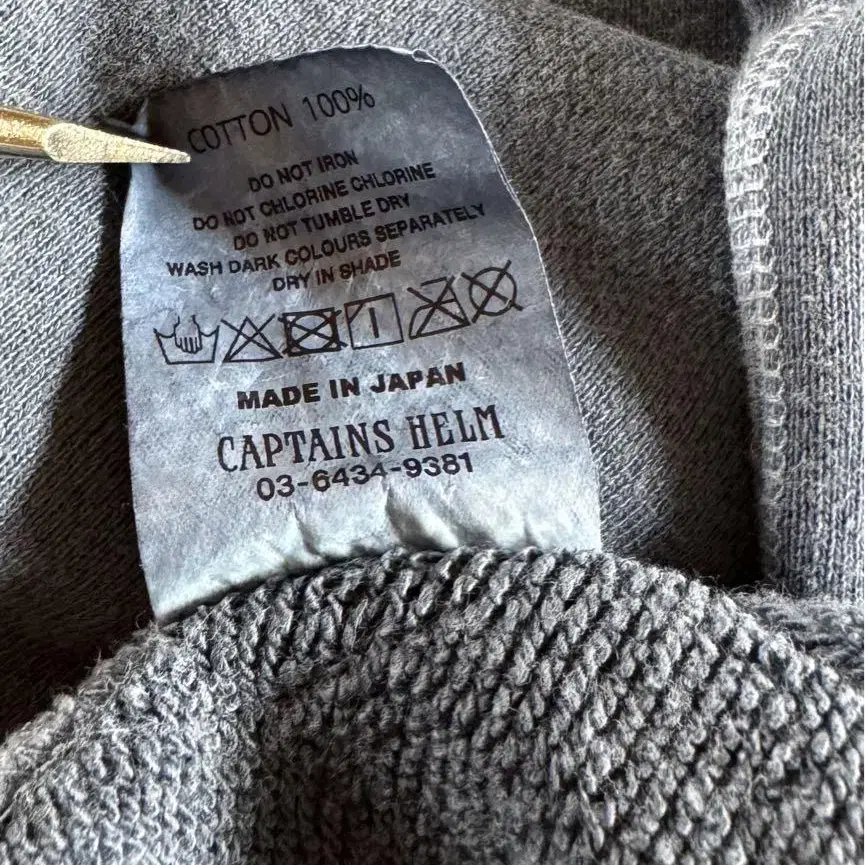 COTTON 100%
DO NOT IRON
DO NOT CHLORINE CHLORINE
DO NOT TUMBLE DRY
WASH DARK COLOURS SEPARATELY
DRY IN SHADE
MADE IN JAPAN
CAPTAINS HELM
03-6434-9381